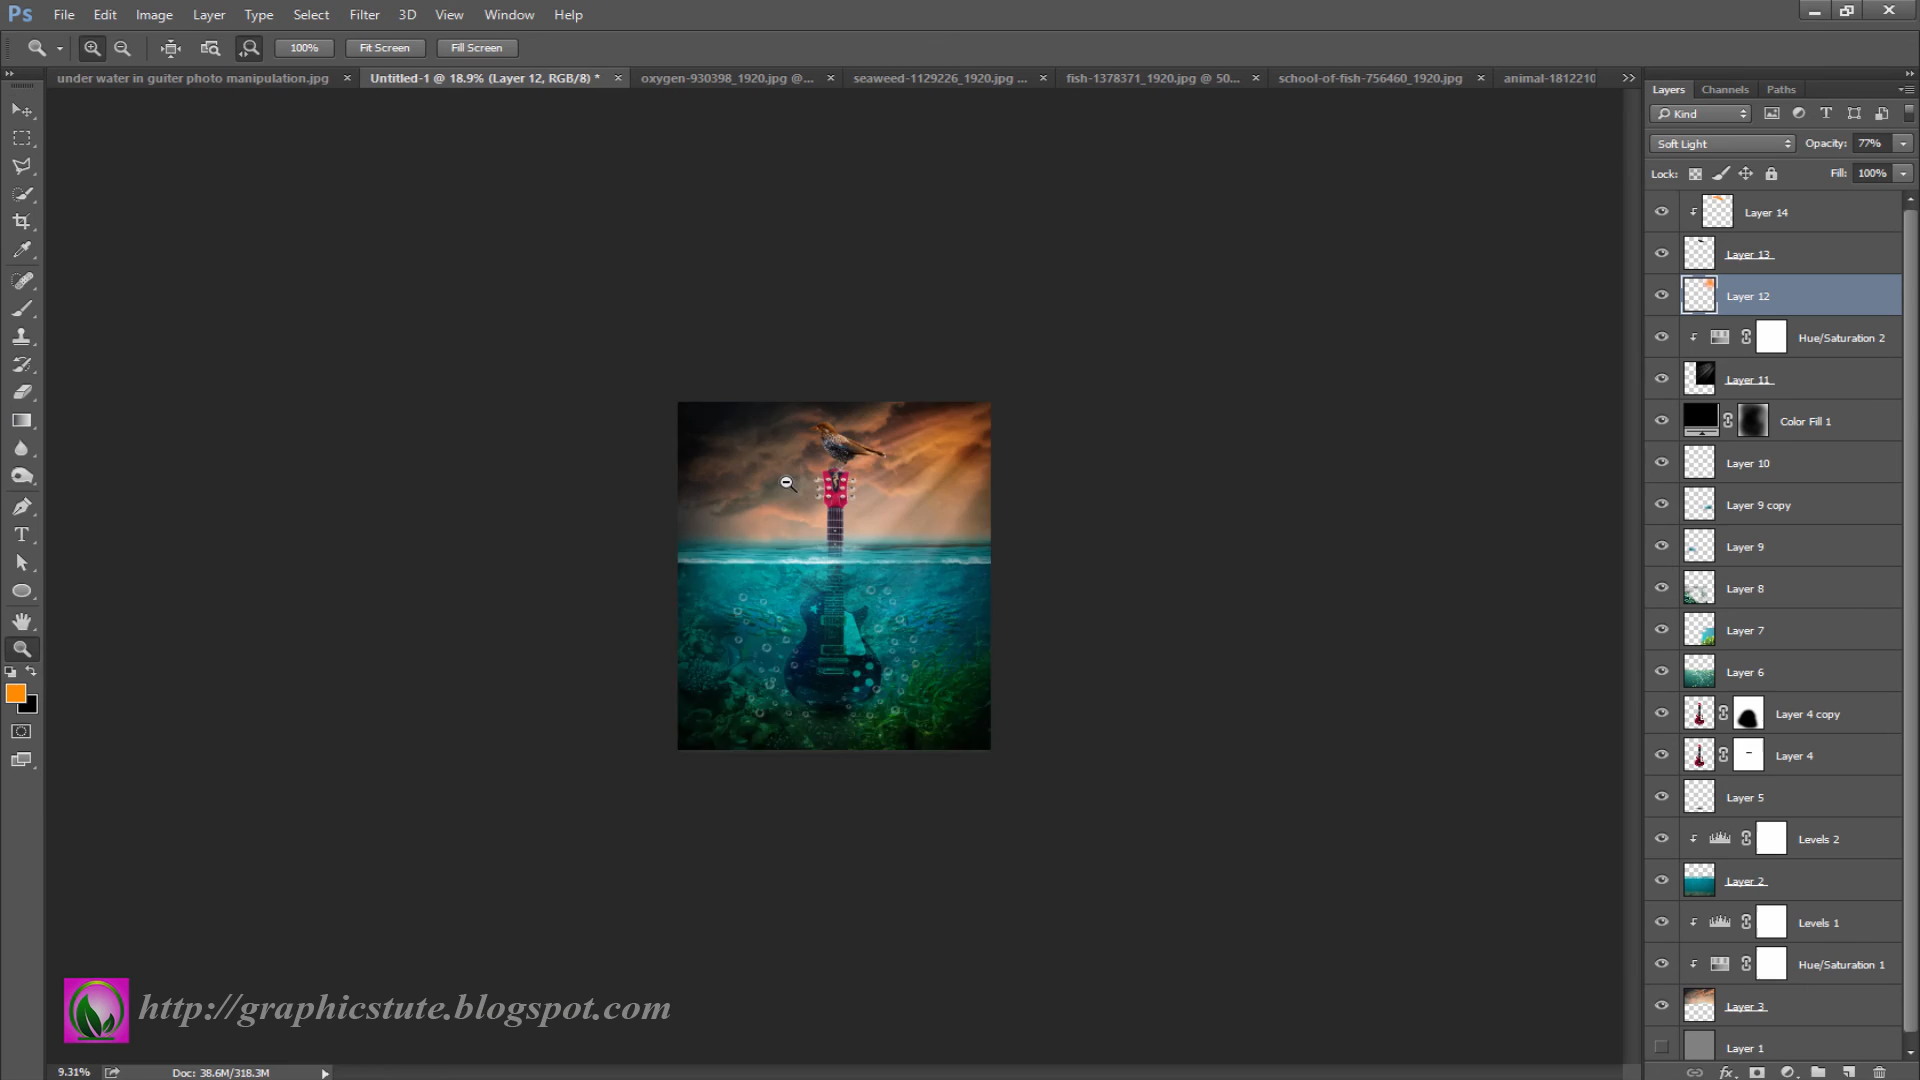 Ps File Edit Image Layer Type Select Filter 3D View Window Help
100% Fit Screen Fill Screen
under water in guiter photo manipulation.jpg × Untitled-1 @ 18.9% (Layer 12, RGB/8) * × oxygen-930398_1920.jpg @... × seaweed-1129226_1920.jpg ... × fish-1378371_1920.jpg @ 50... × school-of-fish-756460_1920.jpg × animal-1812210
Layers Channels Paths
Kind
Soft Light Opacity: 77%
Lock: Fill: 100%
Layer 14
Layer 13
Layer 12
Hue/Saturation 2
Layer 11
Color Fill 1
Layer 10
Layer 9 copy
Layer 9
Layer 8
Layer 7
Layer 6
Layer 4 copy
Layer 4
Layer 5
Levels 2
Layer 2
Levels 1
Hue/Saturation 1
Layer 3
Layer 1
http://graphicstute.blogspot.com
9.31% Doc: 38.6M/318.3M
fx